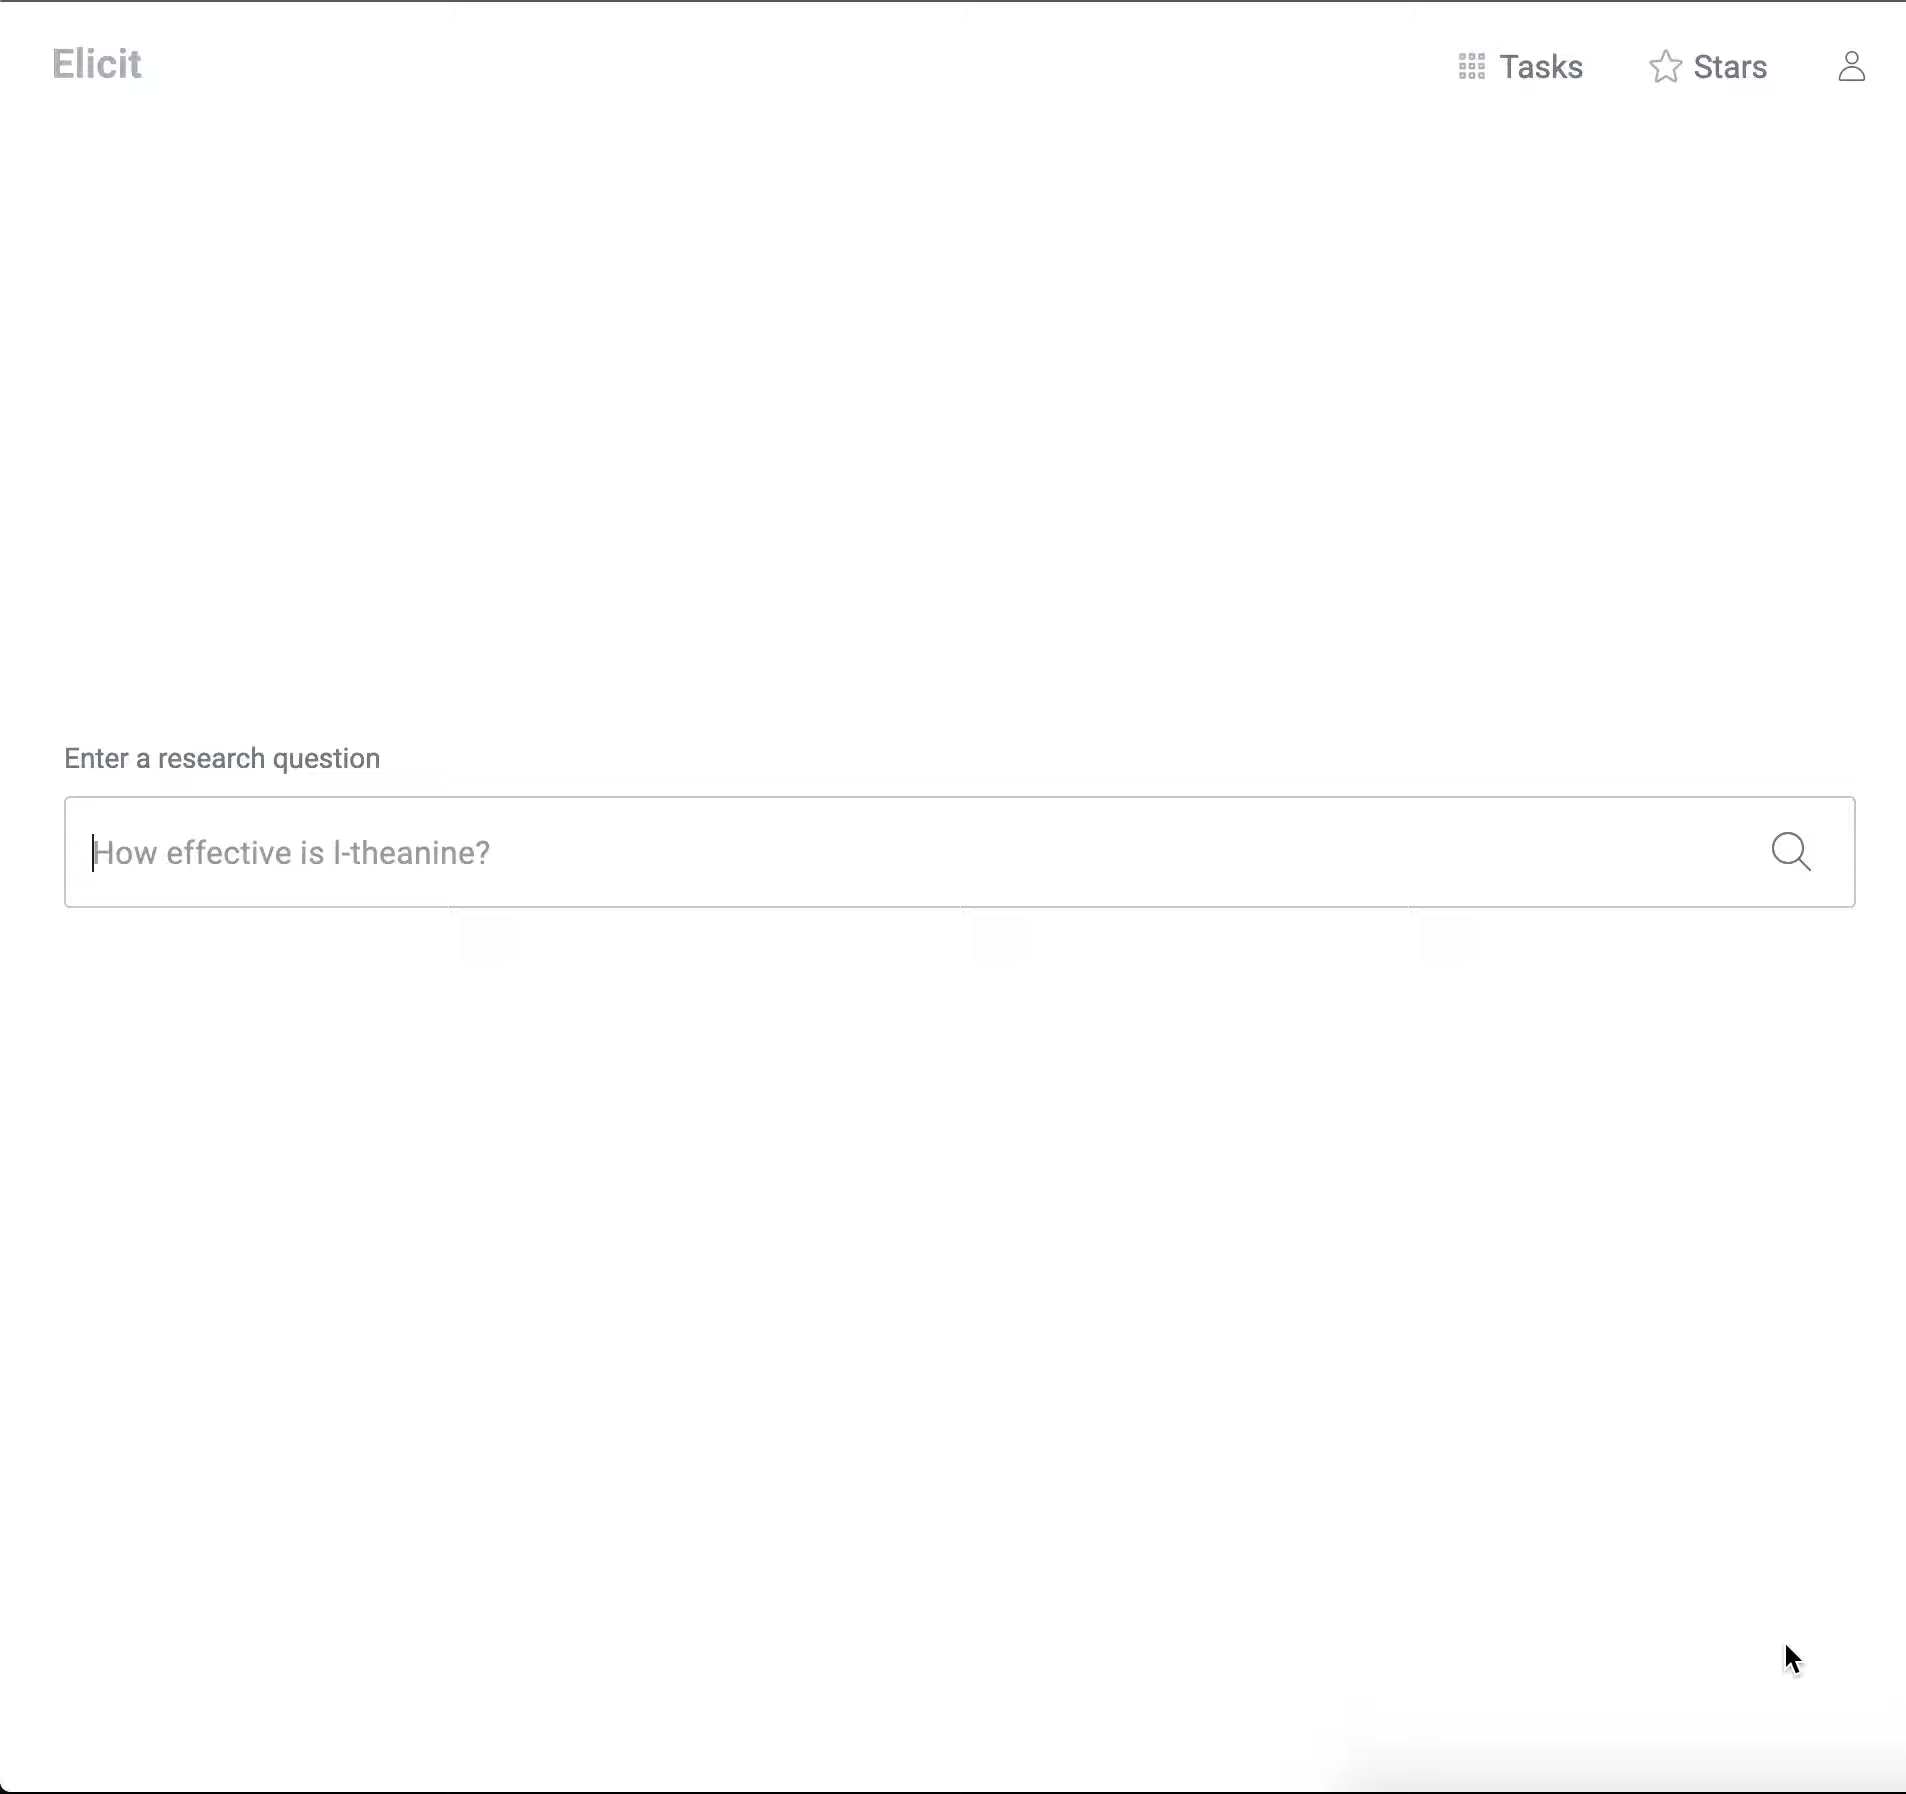 Elicit
Tasks
Stars
Enter a research question
How effective is l-theanine?